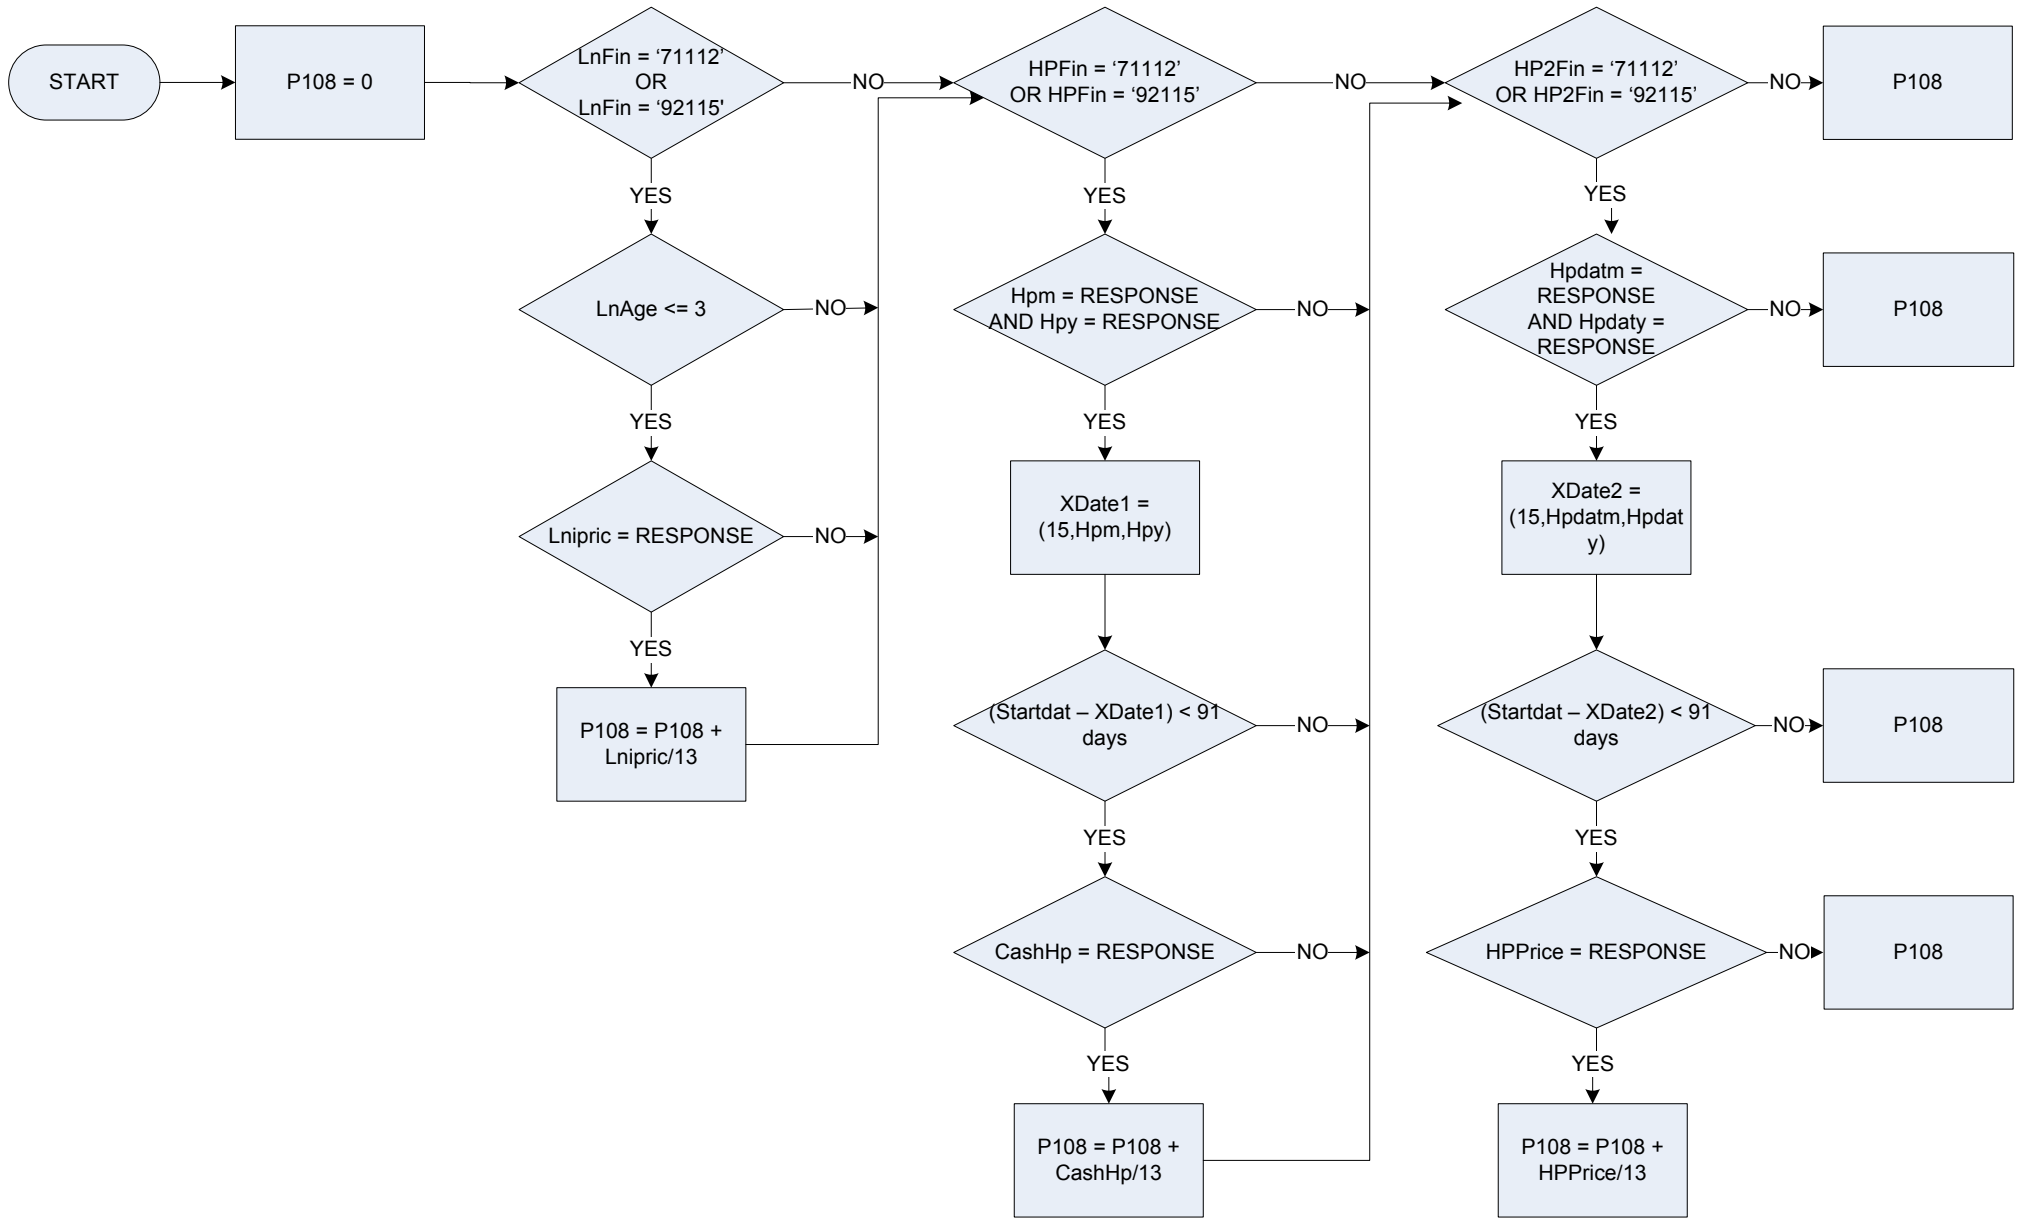 START
P108 = 0
LnFin = ‘71112’
OR
LnFin = ‘92115'
NO
YES
LnAge <= 3
NO
YES
Lnipric = RESPONSE
NO
YES
P108 = P108 +
Lnipric/13
HPFin = ‘71112’
OR HPFin = ‘92115’
NO
YES
Hpm = RESPONSE
AND Hpy = RESPONSE
NO
YES
XDate1 =
(15,Hpm,Hpy)
(Startdat – XDate1) < 91
days
NO
YES
CashHp = RESPONSE
NO
YES
P108 = P108 +
CashHp/13
HP2Fin = ‘71112’
OR HP2Fin = ‘92115’
NO
P108
YES
Hpdatm =
RESPONSE
AND Hpdaty =
RESPONSE
NO
P108
YES
XDate2 =
(15,Hpdatm,Hpdat
y)
(Startdat – XDate2) < 91
days
NO
P108
YES
HPPrice = RESPONSE
NO
P108
YES
P108 = P108 +
HPPrice/13